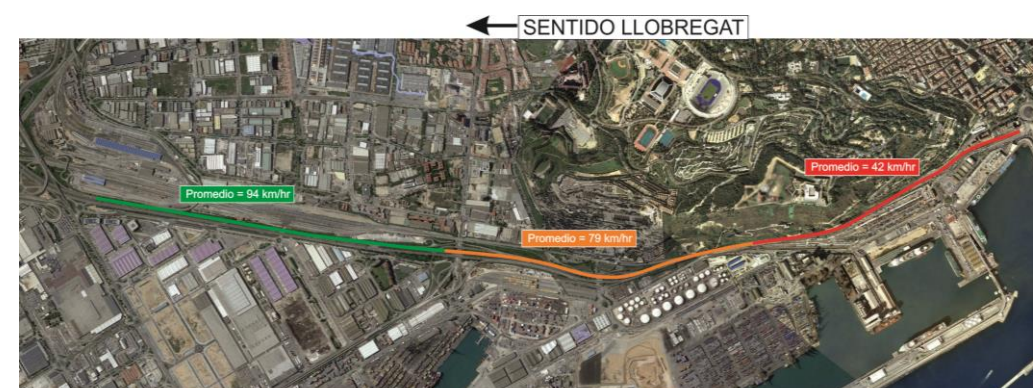 SENTIDO LLOBREGAT
Promedio = 42 km/hr
Promedio = 94 km/hr
Promedio = 79 km/hr